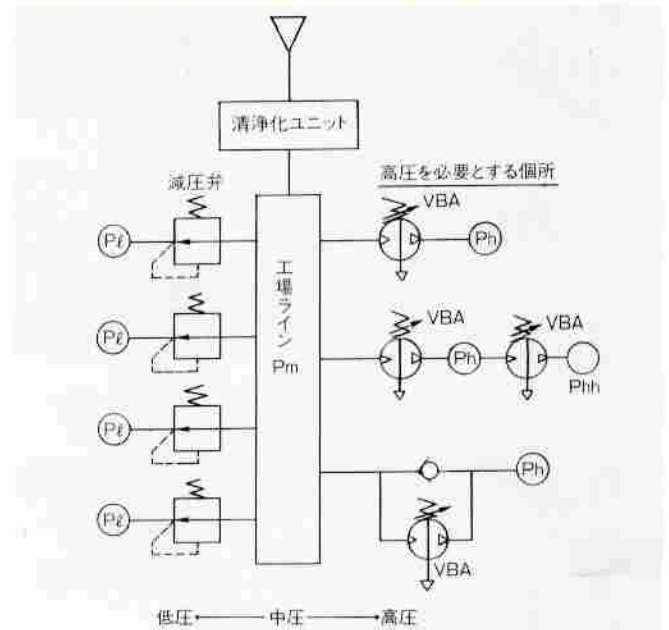 清浄化ユニット
減圧弁
高圧を必要とする個所
VBA
Pℓ
Ph
工場ライン
Pm
VBA
VBA
Pℓ
Ph
Phh
Pℓ
Ph
Pℓ
VBA
低圧 中圧 高圧